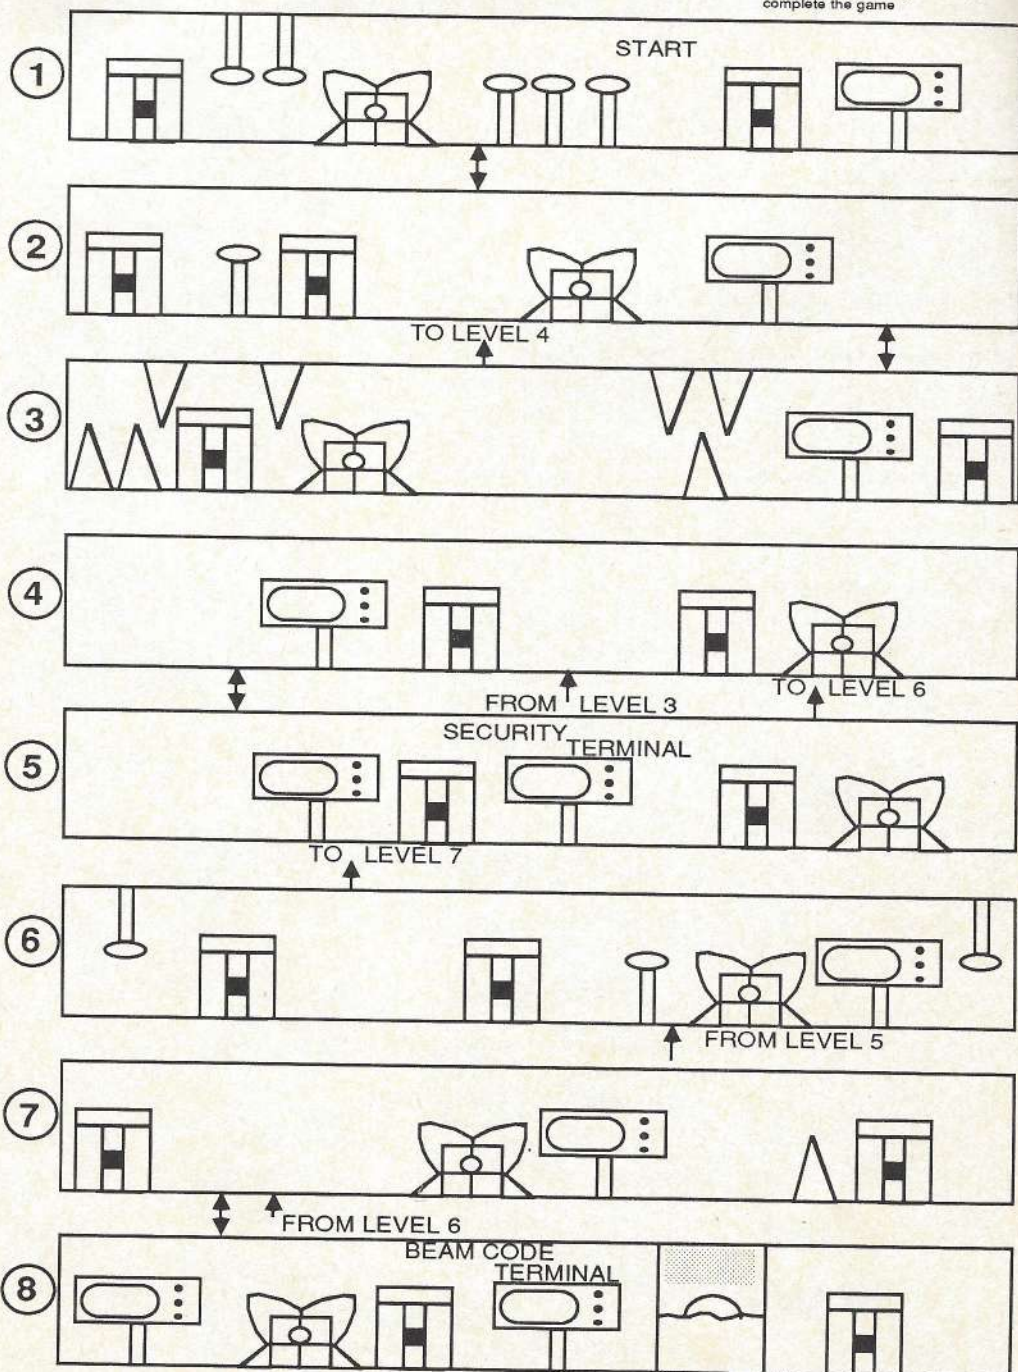 complete the game
1
START
2
TO LEVEL 4
3
4
FROM LEVEL 3
TO LEVEL 6
SECURITY
TERMINAL
5
TO LEVEL 7
6
FROM LEVEL 5
7
FROM LEVEL 6
BEAM CODE
TERMINAL
8